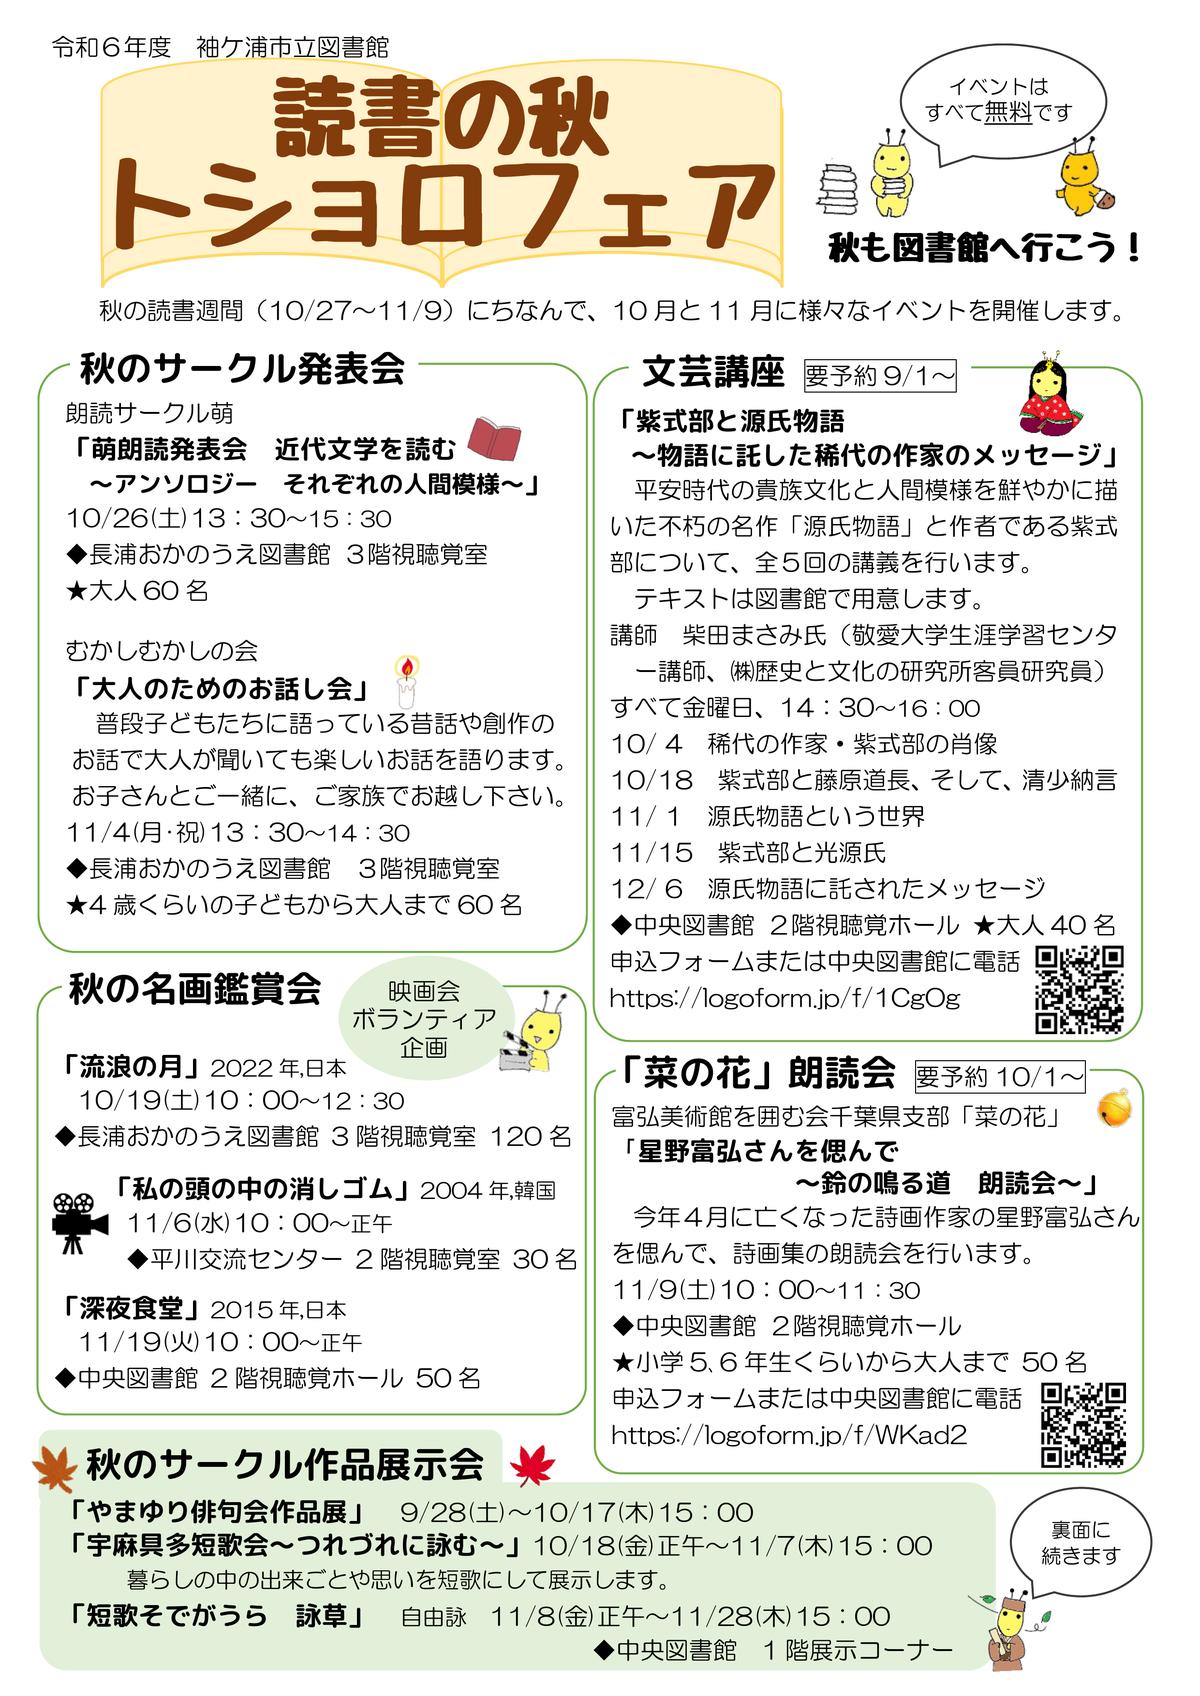 令和６年度　袖ケ浦市立図書館
読書の秋
トショロフェア
イベントは
すべて無料です
秋も図書館へ行こう！
秋の読書週間（10/27～11/9）にちなんで、10月と11月に様々なイベントを開催します。
秋のサークル発表会
朗読サークル萌
「萌朗読発表会　近代文学を読む
～アンソロジー　それぞれの人間模様～」
10/26(土)13：30～15：30
◆長浦おかのうえ図書館 ３階視聴覚室
★大人60名
むかしむかしの会
「大人のためのお話し会」
普段子どもたちに語っている昔話や創作の
お話で大人が聞いても楽しいお話を語ります。
お子さんとご一緒に、ご家族でお越し下さい。
11/4(月･祝)13：30～14：30
◆長浦おかのうえ図書館　３階視聴覚室
★4歳くらいの子どもから大人まで60名
秋の名画鑑賞会
映画会
ボランティア
企画
「流浪の月」2022年,日本
10/19(土)10：00～12：30
◆長浦おかのうえ図書館 3階視聴覚室 120名
「私の頭の中の消しゴム」2004年,韓国
11/6(水)10：00～正午
◆平川交流センター 2階視聴覚室 30名
「深夜食堂」2015年,日本
11/19(火)10：00～正午
◆中央図書館 2階視聴覚ホール 50名
文芸講座 要予約9/1～
「紫式部と源氏物語
～物語に託した稀代の作家のメッセージ」
平安時代の貴族文化と人間模様を鮮やかに描
いた不朽の名作「源氏物語」と作者である紫式
部について、全５回の講義を行います。
テキストは図書館で用意します。
講師　柴田まさみ氏（敬愛大学生涯学習センタ
ー講師、㈱歴史と文化の研究所客員研究員）
すべて金曜日、14：30～16：00
10/ 4　稀代の作家・紫式部の肖像
10/18　紫式部と藤原道長、そして、清少納言
11/ 1　源氏物語という世界
11/15　紫式部と光源氏
12/ 6　源氏物語に託されたメッセージ
◆中央図書館 ２階視聴覚ホール ★大人40名
申込フォームまたは中央図書館に電話
https://logoform.jp/f/1CgOg
「菜の花」朗読会 要予約10/1～
富弘美術館を囲む会千葉県支部「菜の花」
「星野富弘さんを偲んで
～鈴の鳴る道　朗読会～」
今年４月に亡くなった詩画作家の星野富弘さん
を偲んで、詩画集の朗読会を行います。
11/9(土)10：00～11：30
◆中央図書館 ２階視聴覚ホール
★小学5、6年生くらいから大人まで 50名
申込フォームまたは中央図書館に電話
https://logoform.jp/f/WKad2
秋のサークル作品展示会
「やまゆり俳句会作品展」　9/28(土)～10/17(木)15：00
「宇麻具多短歌会～つれづれに詠む～」10/18(金)正午～11/7(木)15：00
暮らしの中の出来ごとや思いを短歌にして展示します。
「短歌そでがうら　詠草」　自由詠　11/8(金)正午～11/28(木)15：00
◆中央図書館　1階展示コーナー
裏面に
続きます